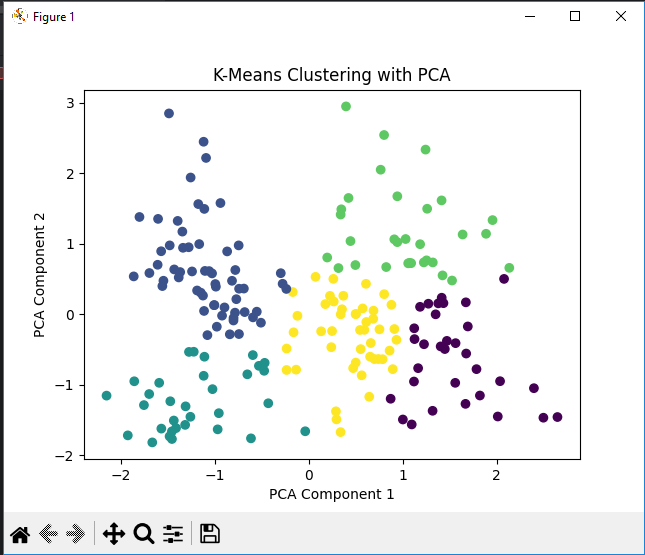 Figure 1
K-Means Clustering with PCA
3
2
1
0
−1
−2
PCA Component 2
−2 −1 0 1 2
PCA Component 1